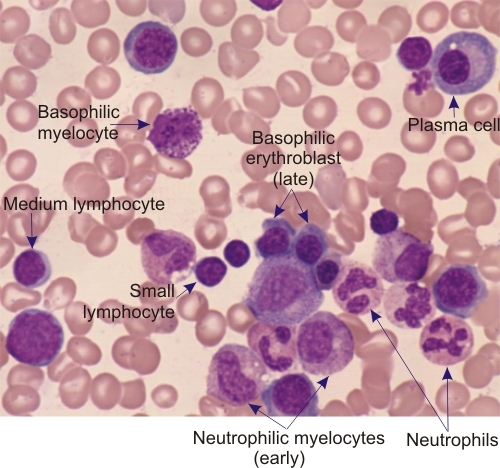 Basophilic
myelocyte
Plasma cell
Basophilic
erythroblast
(late)
Medium lymphocyte
Small
lymphocyte
Neutrophilic myelocytes
(early)
Neutrophils